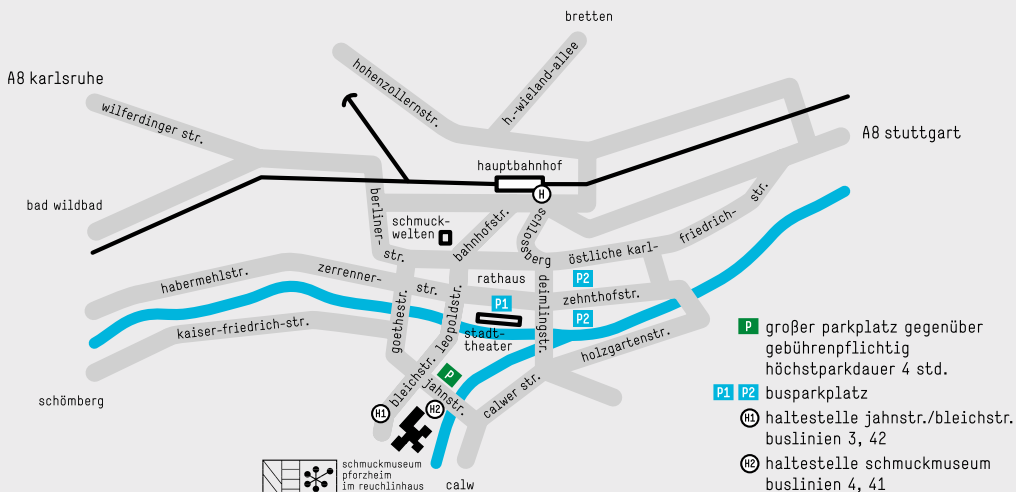 bretten
A8 karlsruhe
hohenzollernstr.
h.-wieland-allee
wilferdinger str.
A8 stuttgart
hauptbahnhof
H
bad wildbad
berliner-
str.
schmuck-
welten
bahnhofstr.
schloss
berg
östliche karl-
friedrich-
str.
habermehlstr.
zerrenner-
str.
rathaus
P1
P2
deimlingstr.
zehnthofstr.
P2
kaiser-friedrich-str.
goethestr.
leopoldstr.
stadt-
theater
holzgartenstr.
bleichstr.
P
jahnstr.
calwer str.
schömberg
H1
H2
schmuckmuseum
pforzheim
im reuchlinhaus
calw
P großer parkplatz gegenüber
gebührenpflichtig
höchstparkdauer 4 std.
P1 P2 busparkplatz
H1 haltestelle jahnstr./bleichstr.
buslinien 3, 42
H2 haltestelle schmuckmuseum
buslinien 4, 41